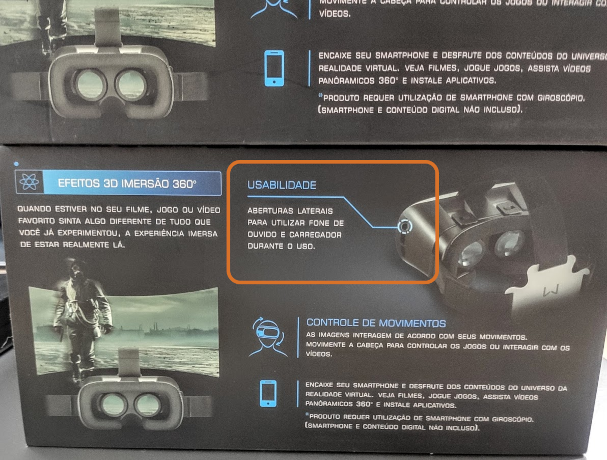 MOVIMENTE A CABEÇA PARA CONTROLAR OS JOGOS OU INTERAGIR COM
VÍDEOS.
ENCAIXE SEU SMARTPHONE E DESFRUTE DOS CONTEÚDOS DO UNIVERSO
REALIDADE VIRTUAL. VEJA FILMES, JOGUE JOGOS, ASSISTA VÍDEOS
PANÔRAMICOS 360° E INSTALE APLICATIVOS.
*PRODUTO REQUER UTILIZAÇÃO DE SMARTPHONE COM GIROSCÓPIO.
(SMARTPHONE E CONTEÚDO DIGITAL NÃO INCLUSO).
EFEITOS 3D IMERSÃO 360°
QUANDO ESTIVER NO SEU FILME, JOGO OU VÍDEO
FAVORITO SINTA ALGO DIFERENTE DE TUDO QUE
VOCÊ JÁ EXPERIMENTOU, A EXPERIÊNCIA IMERSA
DE ESTAR REALMENTE LÁ.
USABILIDADE
ABERTURAS LATERAIS
PARA UTILIZAR FONE DE
OUVIDO E CARREGADOR
DURANTE O USO.
CONTROLE DE MOVIMENTOS
AS IMAGENS INTERAGEM DE ACORDO COM SEUS MOVIMENTOS.
MOVIMENTE A CABEÇA PARA CONTROLAR OS JOGOS OU INTERAGIR COM OS
VÍDEOS.
ENCAIXE SEU SMARTPHONE E DESFRUTE DOS CONTEÚDOS DO UNIVERSO DA
REALIDADE VIRTUAL. VEJA FILMES, JOGUE JOGOS, ASSISTA VÍDEOS
PANÔRAMICOS 360° E INSTALE APLICATIVOS.
*PRODUTO REQUER UTILIZAÇÃO DE SMARTPHONE COM GIROSCÓPIO.
(SMARTPHONE E CONTEÚDO DIGITAL NÃO INCLUSO).